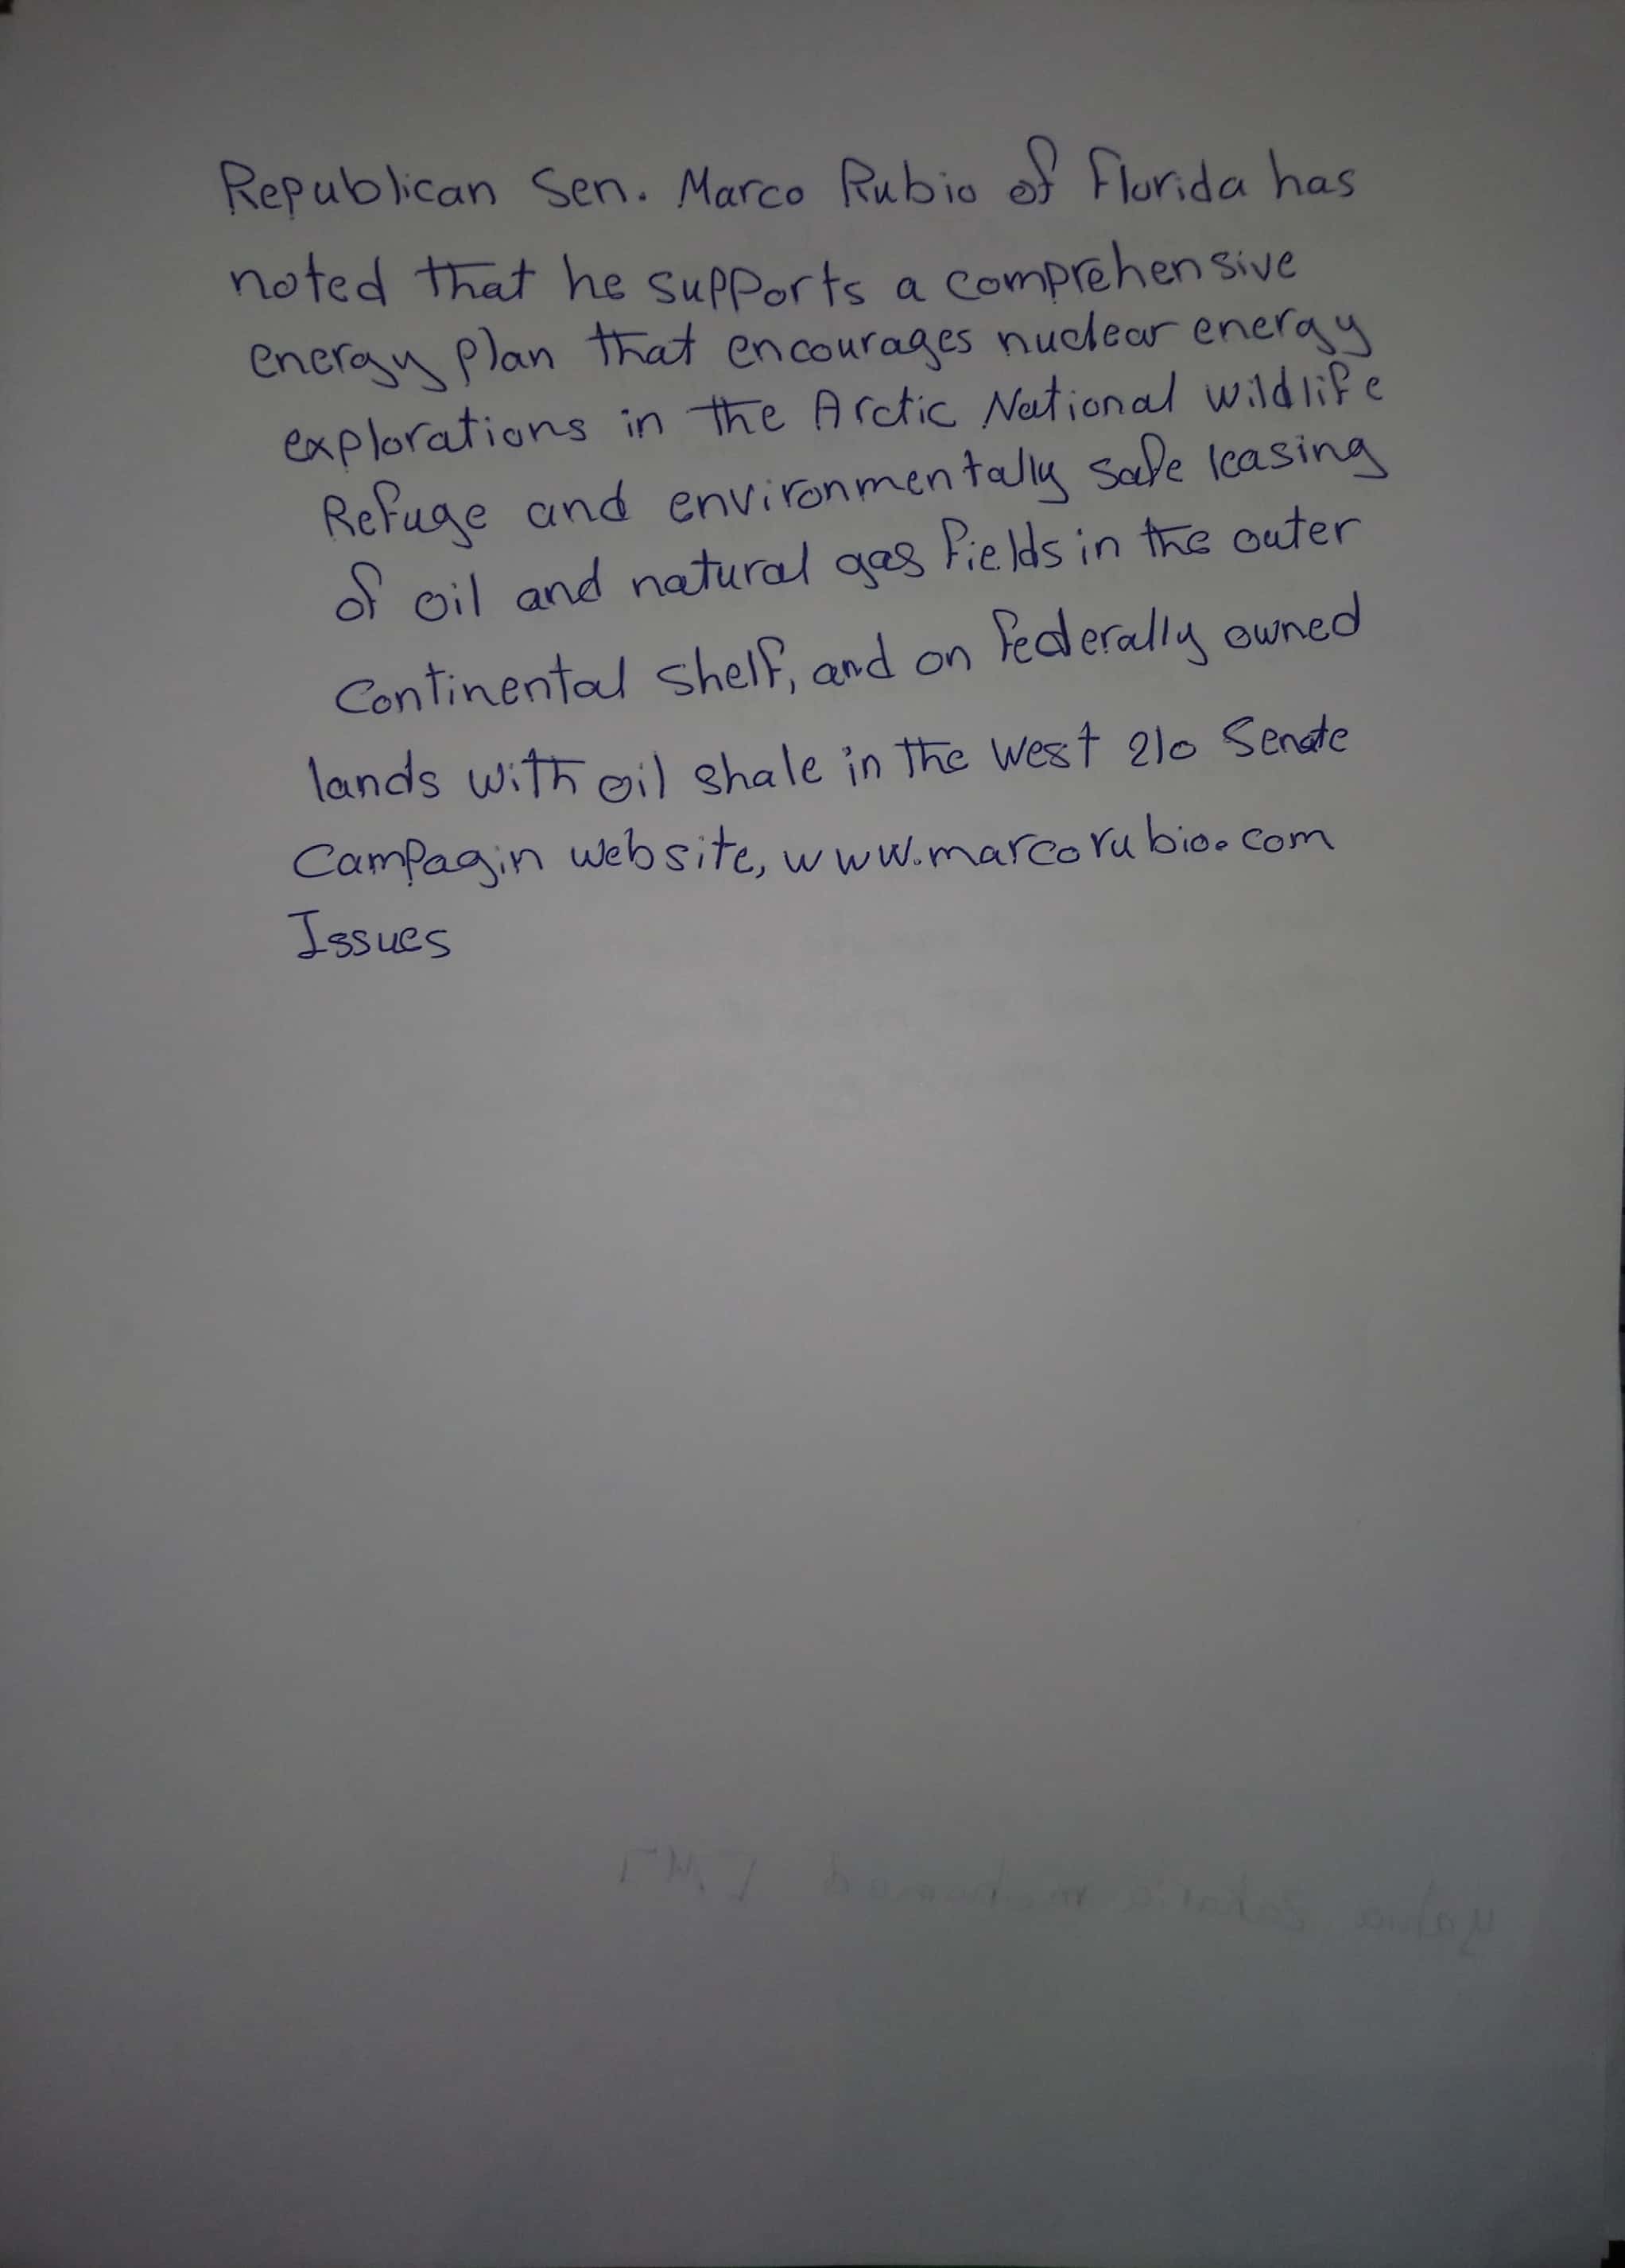 Republican Sen. Marco Rubio of Florida has
noted that he supports a comprehensive
energy plan that encourages nuclear energy
explorations in the Arctic National wildlife
Refuge and environmentally safe leasing
of oil and natural gas fields in the outer
Continental shelf, and on federally owned
lands with oil shale in the West 210 Senate
Campagin website, www.marcorubio.com
Issues